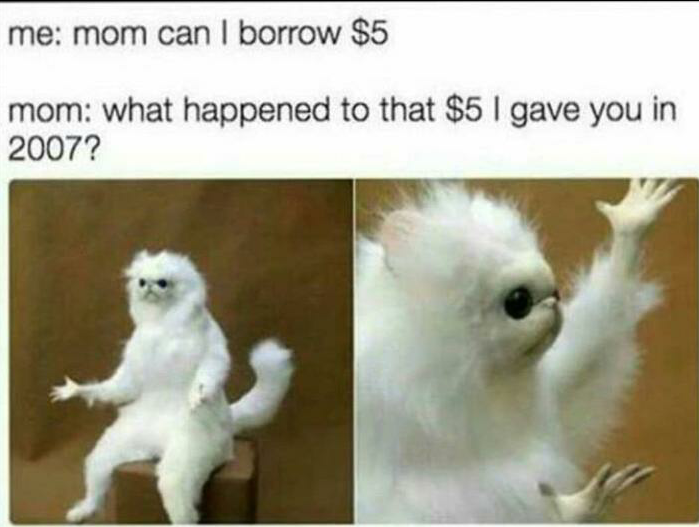 me: mom can I borrow $5
mom: what happened to that $5 I gave you in
2007?